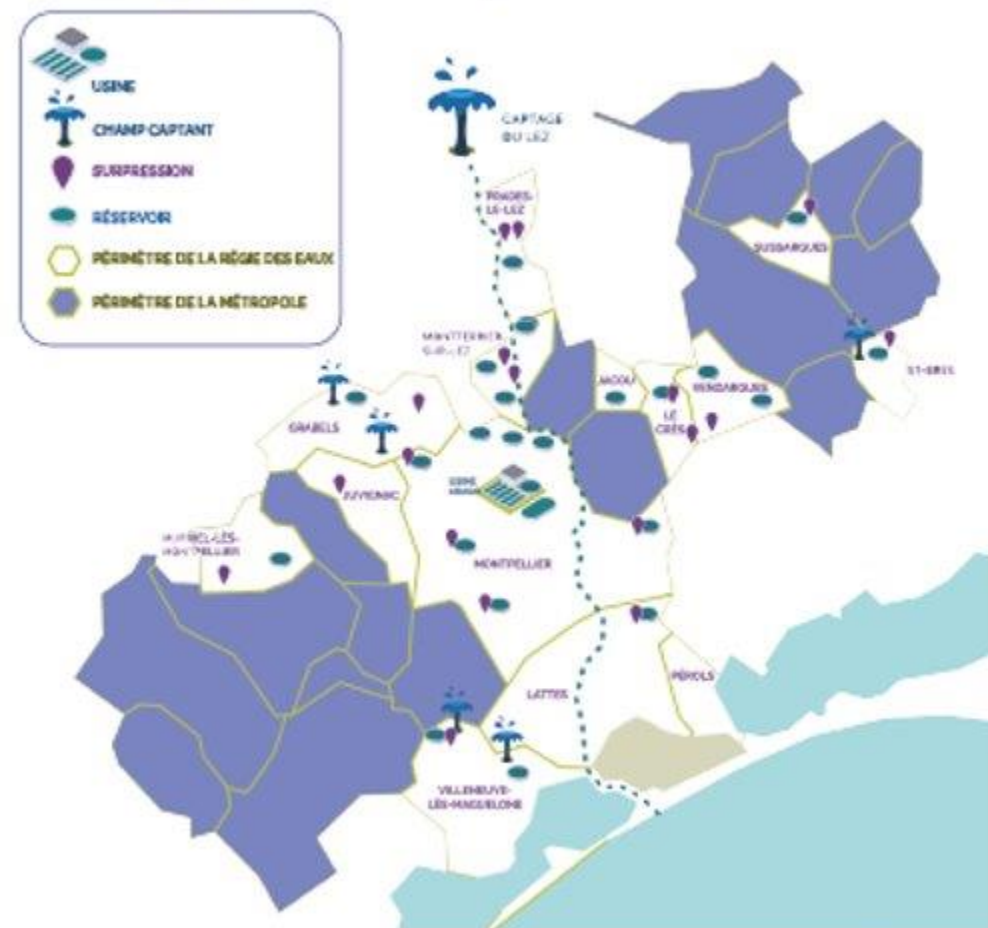 USINE
CHAMP CAPTANT
SURPRESSION
RÉSERVOIR
PÉRIMÈTRE DE LA RÉGIE DES EAUX
PÉRIMÈTRE DE LA MÉTROPOLE
CAPTAGE
DU LEZ
PRADES-
LE-LEZ
SUSSARGUES
MONTFERRIER
SUR LEZ
ST-BRES
JACOU
VENDARGUES
LE
CRÈS
GRABELS
JUVIGNAC
USINE
MONTPELLIER
LATTES
PÉROLS
VILLENEUVE-
LÈS-MAGUELONE